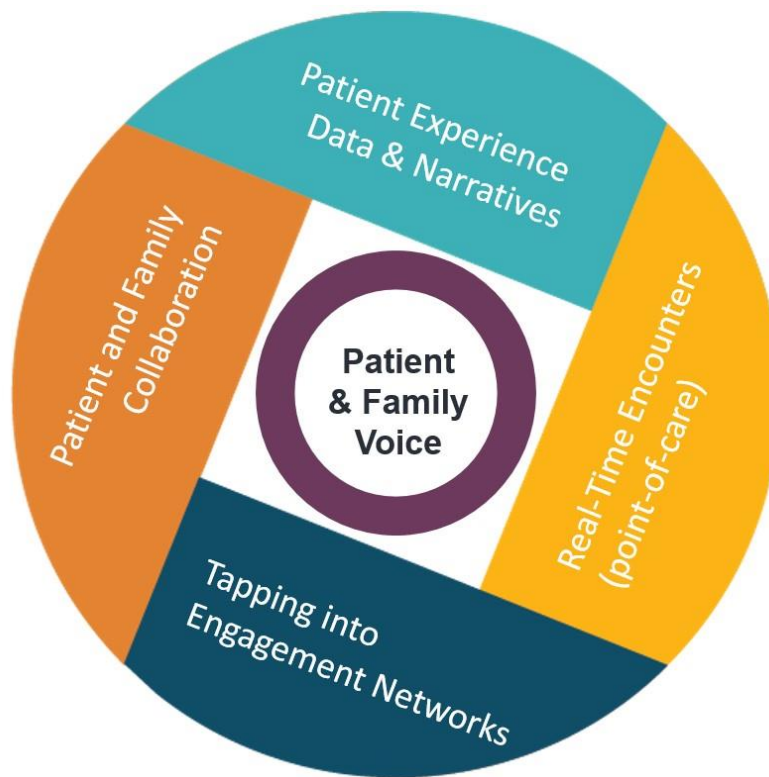 Patient Experience
Data & Narratives
Real-Time Encounters
(point-of-care)
Tapping into
Engagement Networks
Patient and Family
Collaboration
Patient
& Family
Voice